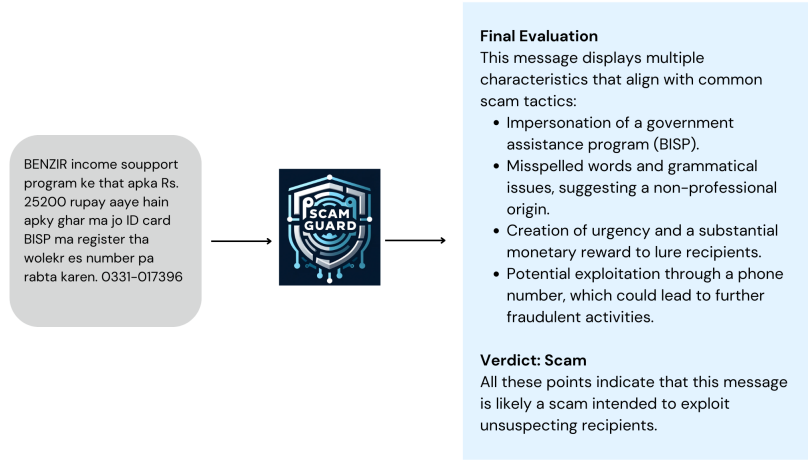 BENZIR income soupport
program ke that apka Rs.
25200 rupay aaye hain
apky ghar ma jo ID card
BISP ma register tha
wolekr es number pa
rabta karen. 0331-017396
SCAM
GUARD
Final Evaluation
This message displays multiple
characteristics that align with common
scam tactics:
• Impersonation of a government
assistance program (BISP).
• Misspelled words and grammatical
issues, suggesting a non-professional
origin.
• Creation of urgency and a substantial
monetary reward to lure recipients.
• Potential exploitation through a phone
number, which could lead to further
fraudulent activities.
Verdict: Scam
All these points indicate that this message
is likely a scam intended to exploit
unsuspecting recipients.